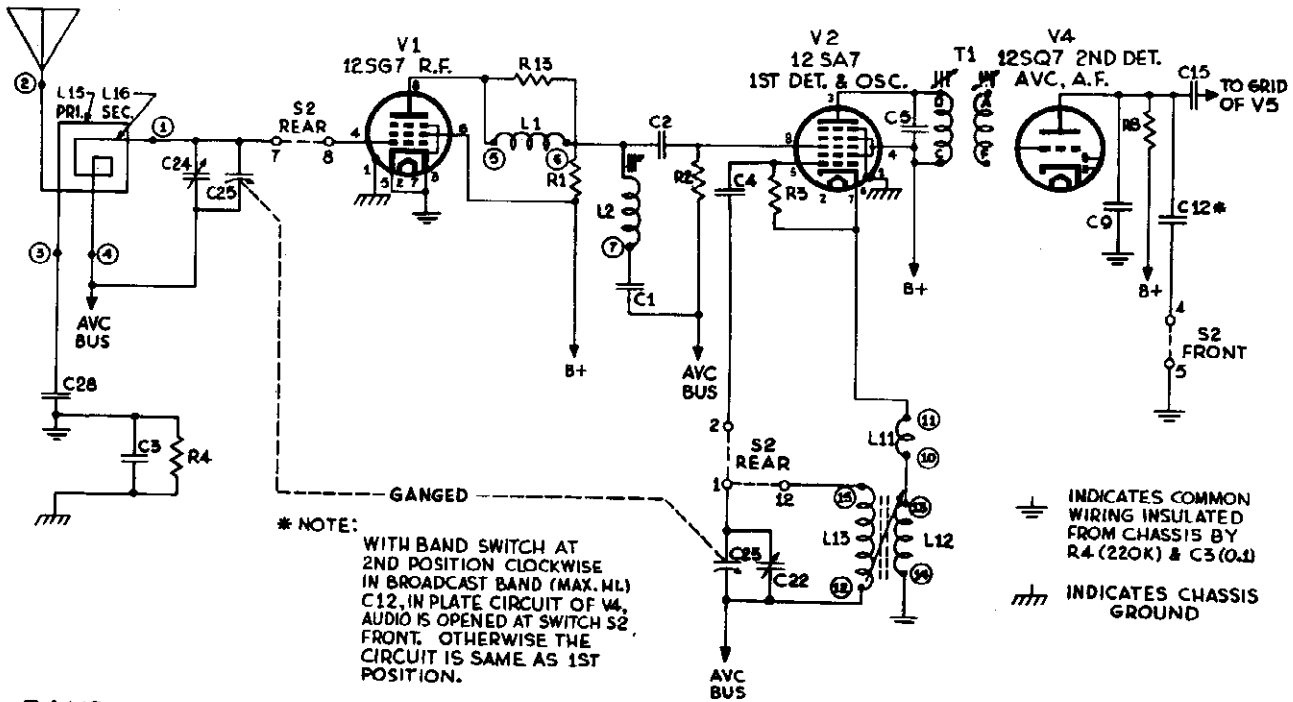 V1
12SG7 R.F.
V2
12 SA7
1ST DET. & OSC.
T1
V4
12SQ7 2ND DET.
AVC, A.F.
C15
TO GRID
OF V5
2
L15
PRI.
L16
SEC.
1
C24
C25
S2
REAR
7
8
4
8
6
1
5
2
7
3
R13
L1
5
6
R1
C2
R2
L2
7
C1
3
8
5
4
2
7
6
1
C4
R3
C5
R8
C9
C12*
B+
4
S2
FRONT
5
3
4
AVC
BUS
C28
C3
R4
B+
AVC
BUS
B+
2
S2
REAR
1
12
L11
11
10
15
13
L13
L12
12
14
C23
C22
AVC
BUS
GANGED
* NOTE:
WITH BAND SWITCH AT
2ND POSITION CLOCKWISE
IN BROADCAST BAND (MAX. HI.)
C12, IN PLATE CIRCUIT OF V4,
AUDIO IS OPENED AT SWITCH S2
FRONT. OTHERWISE THE
CIRCUIT IS SAME AS 1ST
POSITION.
INDICATES COMMON
WIRING INSULATED
FROM CHASSIS BY
R4 (220K) & C3 (0.1)
INDICATES CHASSIS
GROUND